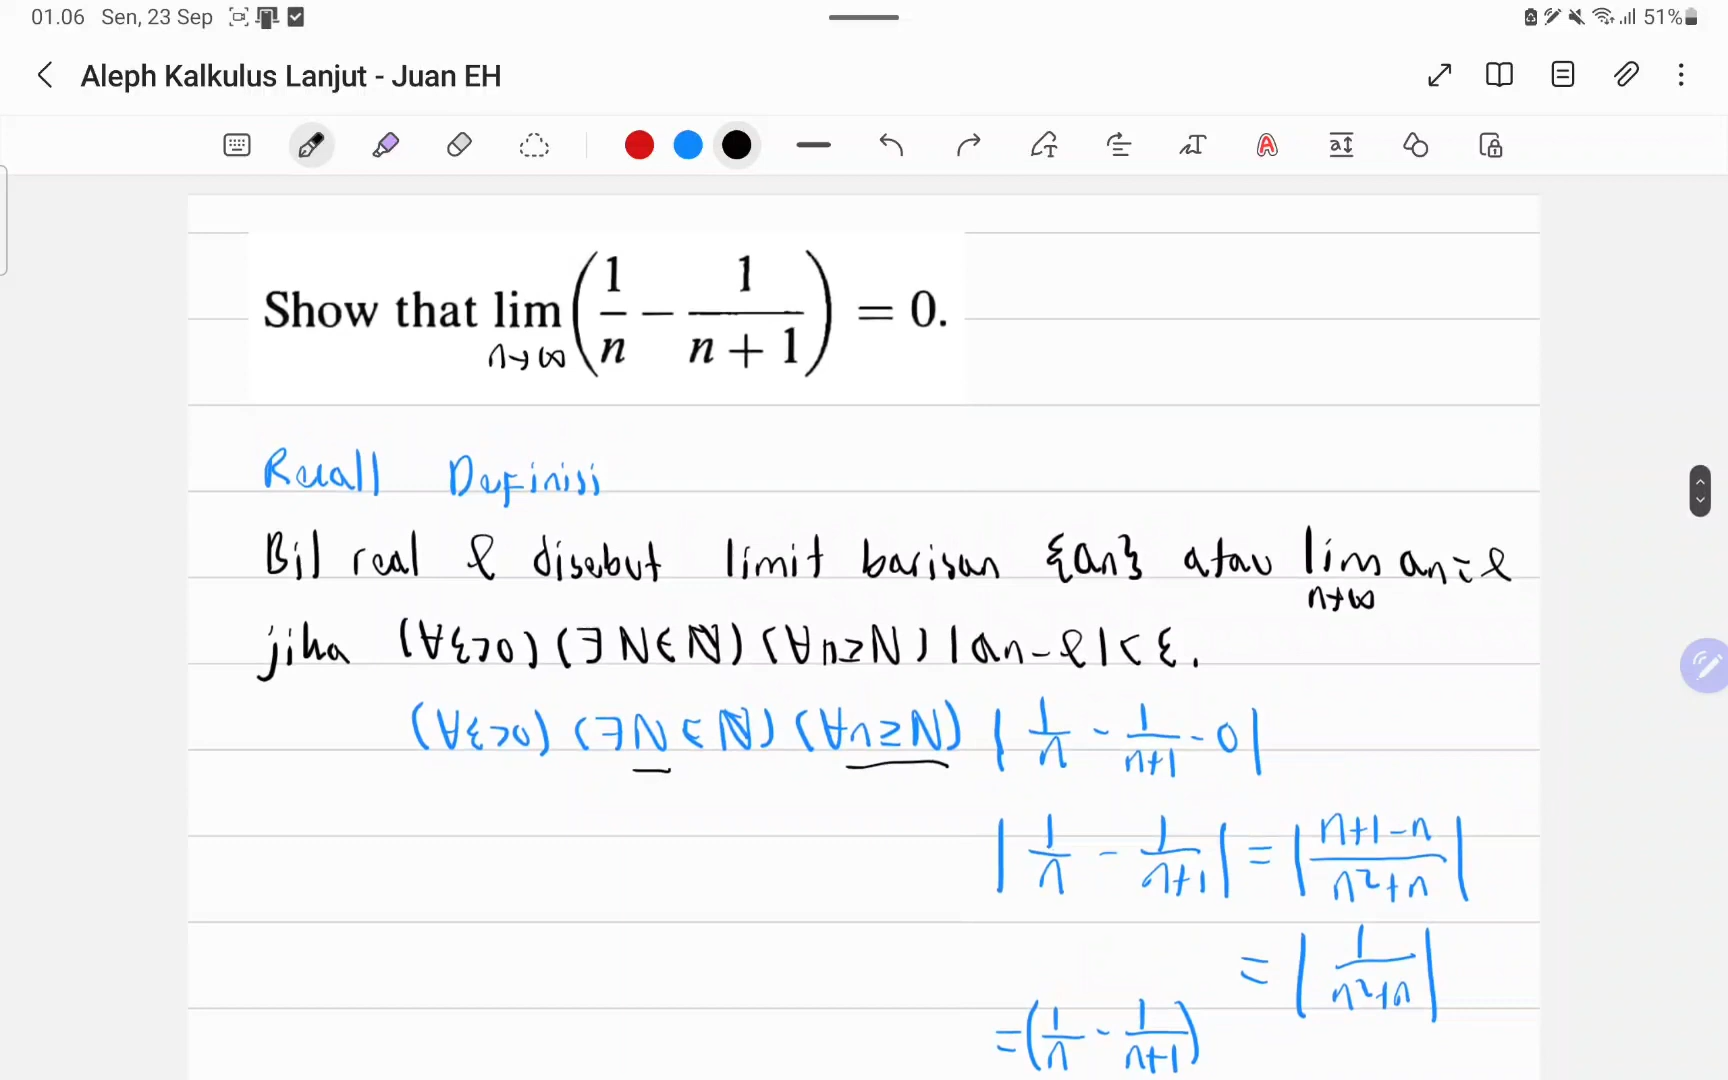 01.06 Sen, 23 Sep
51%
Aleph Kalkulus Lanjut - Juan EH
Show that lim_{n→∞} (1/n − 1/(n + 1)) = 0.
Recall Definisi
Bil real ℓ disebut limit barisan {an} atau lim_{n→∞} an = ℓ
jika (∀ε>0) (∃N∈ℕ) (∀n≥N) |an − ℓ| < ε.
(∀ε>0) (∃N∈ℕ) (∀n≥N) |1/n − 1/(n+1) − 0|
|1/n − 1/(n+1)| = |(n+1−n)/(n²+n)|
= |1/(n²+n)|
= (1/n − 1/(n+1))